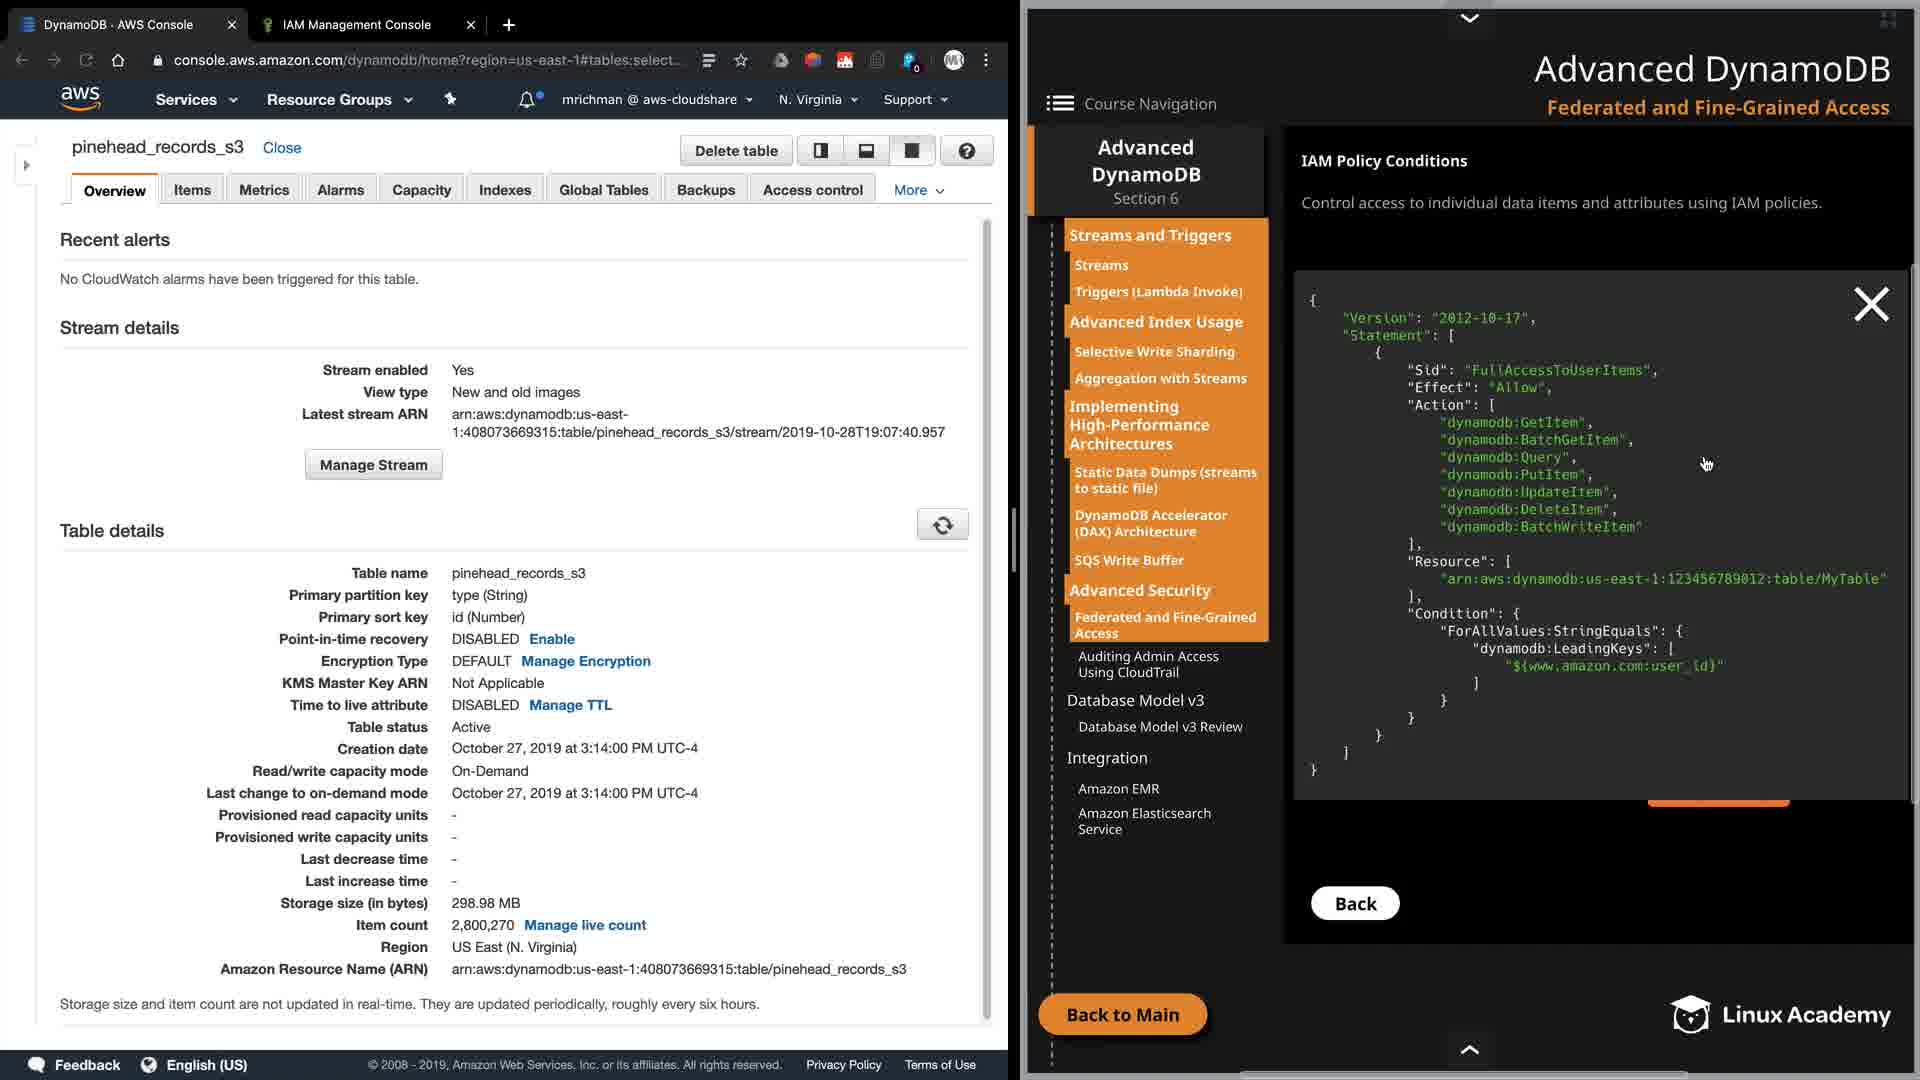 DynamoDB · AWS Console
IAM Management Console
console.aws.amazon.com/dynamodb/home?region=us-east-1#tables:select...
0
MR
aws
Services
Resource Groups
mrichman @ aws-cloudshare
N. Virginia
Support
pinehead_records_s3
Close
Delete table
Overview
Items
Metrics
Alarms
Capacity
Indexes
Global Tables
Backups
Access control
More
Recent alerts
No CloudWatch alarms have been triggered for this table.
Stream details
Stream enabled Yes
View type New and old images
Latest stream ARN arn:aws:dynamodb:us-east-
1:408073669315:table/pinehead_records_s3/stream/2019-10-28T19:07:40.957
Manage Stream
Table details
Table name pinehead_records_s3
Primary partition key type (String)
Primary sort key id (Number)
Point-in-time recovery DISABLED Enable
Encryption Type DEFAULT Manage Encryption
KMS Master Key ARN Not Applicable
Time to live attribute DISABLED Manage TTL
Table status Active
Creation date October 27, 2019 at 3:14:00 PM UTC-4
Read/write capacity mode On-Demand
Last change to on-demand mode October 27, 2019 at 3:14:00 PM UTC-4
Provisioned read capacity units -
Provisioned write capacity units -
Last decrease time -
Last increase time -
Storage size (in bytes) 298.98 MB
Item count 2,800,270 Manage live count
Region US East (N. Virginia)
Amazon Resource Name (ARN) arn:aws:dynamodb:us-east-1:408073669315:table/pinehead_records_s3
Storage size and item count are not updated in real-time. They are updated periodically, roughly every six hours.
Feedback
English (US)
© 2008 - 2019, Amazon Web Services, Inc. or its affiliates. All rights reserved.
Privacy Policy
Terms of Use
Advanced DynamoDB
Federated and Fine-Grained Access
Course Navigation
Advanced
DynamoDB
Section 6
Streams and Triggers
Streams
Triggers (Lambda Invoke)
Advanced Index Usage
Selective Write Sharding
Aggregation with Streams
Implementing
High-Performance
Architectures
Static Data Dumps (streams
to static file)
DynamoDB Accelerator
(DAX) Architecture
SQS Write Buffer
Advanced Security
Federated and Fine-Grained
Access
Auditing Admin Access
Using CloudTrail
Database Model v3
Database Model v3 Review
Integration
Amazon EMR
Amazon Elasticsearch
Service
Back to Main
IAM Policy Conditions
Control access to individual data items and attributes using IAM policies.
{
"Version": "2012-10-17",
"Statement": [
{
"Sid": "FullAccessToUserItems",
"Effect": "Allow",
"Action": [
"dynamodb:GetItem",
"dynamodb:BatchGetItem",
"dynamodb:Query",
"dynamodb:PutItem",
"dynamodb:UpdateItem",
"dynamodb:DeleteItem",
"dynamodb:BatchWriteItem"
],
"Resource": [
"arn:aws:dynamodb:us-east-1:123456789012:table/MyTable"
],
"Condition": {
"ForAllValues:StringEquals": {
"dynamodb:LeadingKeys": [
"${www.amazon.com:user_id}"
]
}
}
}
]
}
Back
Linux Academy